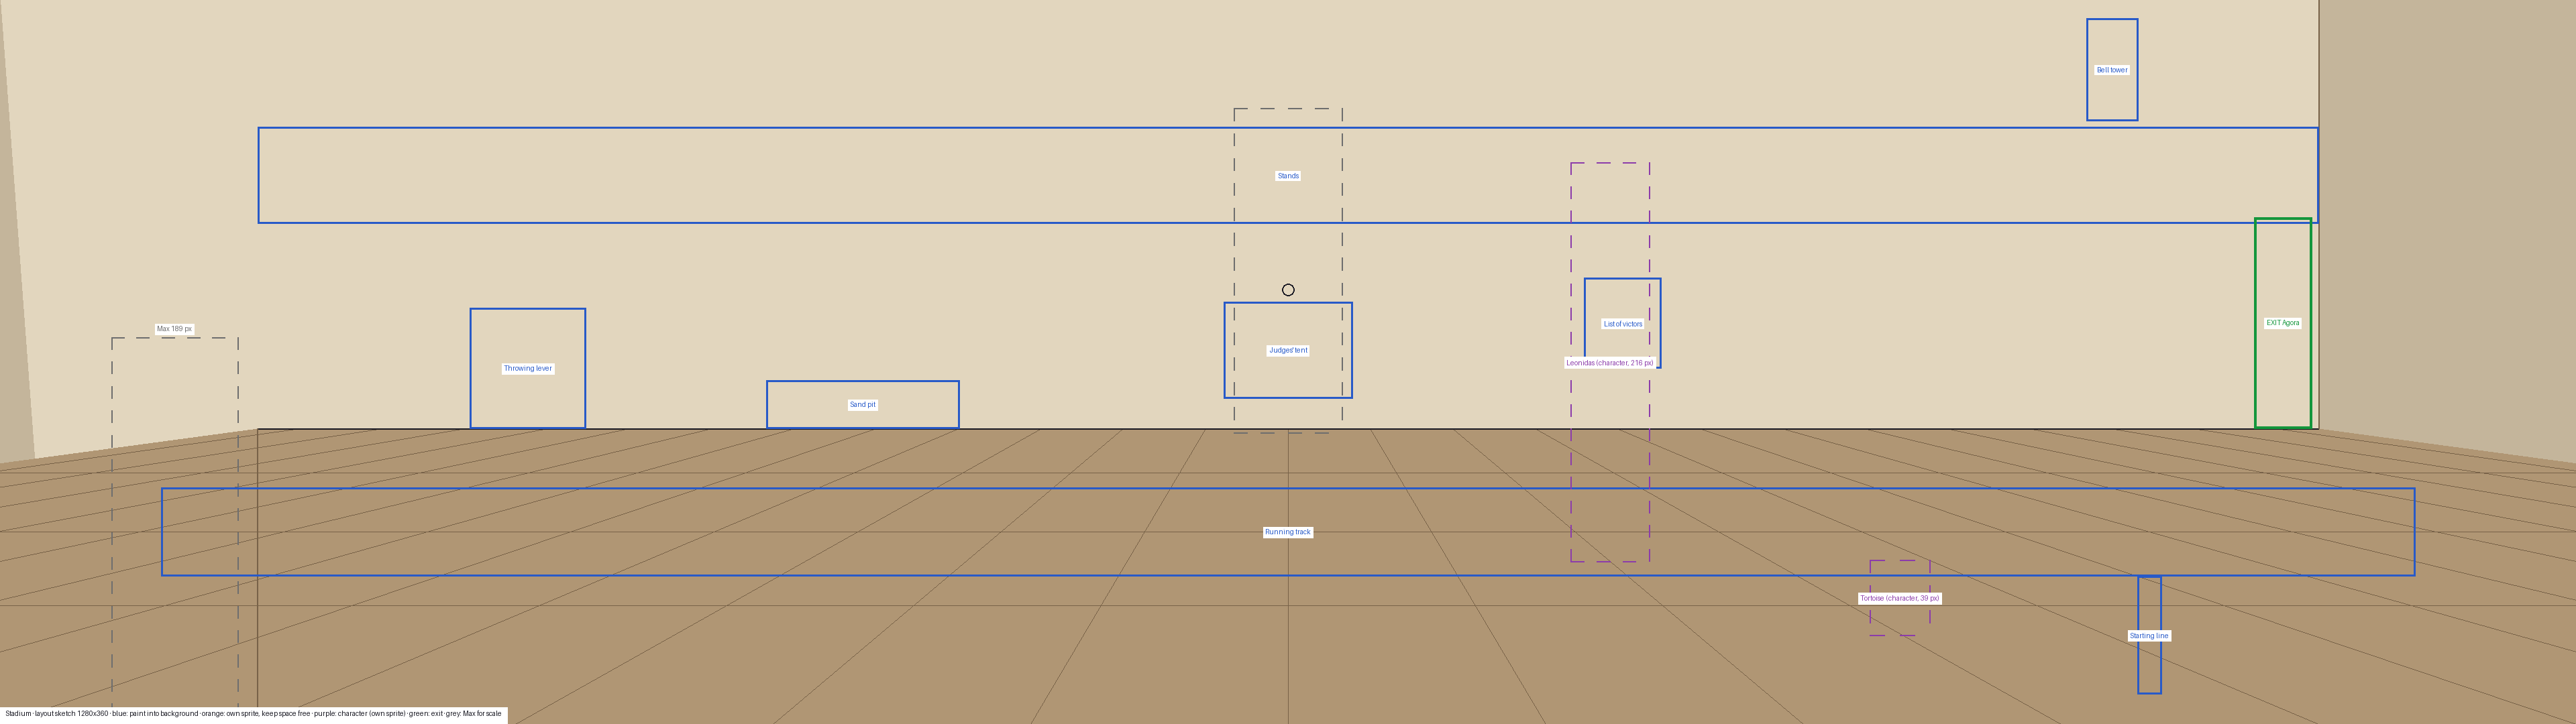 Bell tower
Stands
EXIT Agora
List of victors
Max 189 px
Judges' tent
Leonidas (character, 216 px)
Throwing lever
Sand pit
Running track
Tortoise (character, 39 px)
Starting line
Stadium · layout sketch 1280x360 · blue: paint into background · orange: own sprite, keep space free · purple: character (own sprite) · green: exit · grey: Max for scale